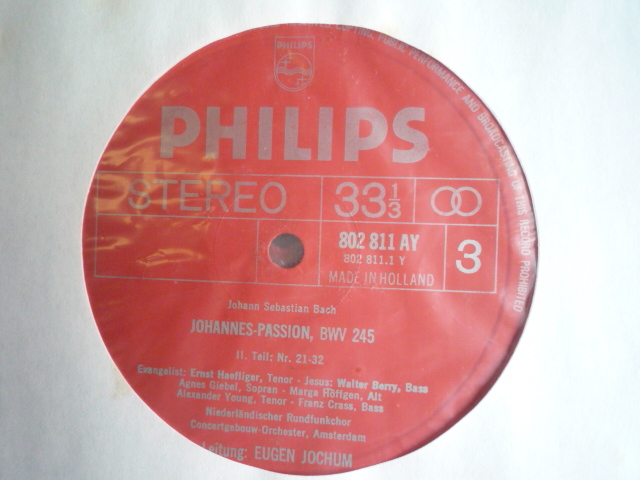 PHILIPS
PHILIPS
STEREO
33 1/3
802 811 AY
802 811.1 Y
MADE IN HOLLAND
3
Johann Sebastian Bach
JOHANNES-PASSION, BWV 245
II. Teil: Nr. 21-32
Evangelist: Ernst Haefliger, Tenor - Jesus: Walter Berry, Bass
Agnes Giebel, Sopran - Marga Höffgen, Alt
Alexander Young, Tenor - Franz Crass, Bass
Niederländischer Rundfunkchor
Concertgebouw-Orchester, Amsterdam
Leitung: EUGEN JOCHUM
PUBLIC PERFORMANCE AND BROADCASTING OF THIS RECORD PROHIBITED